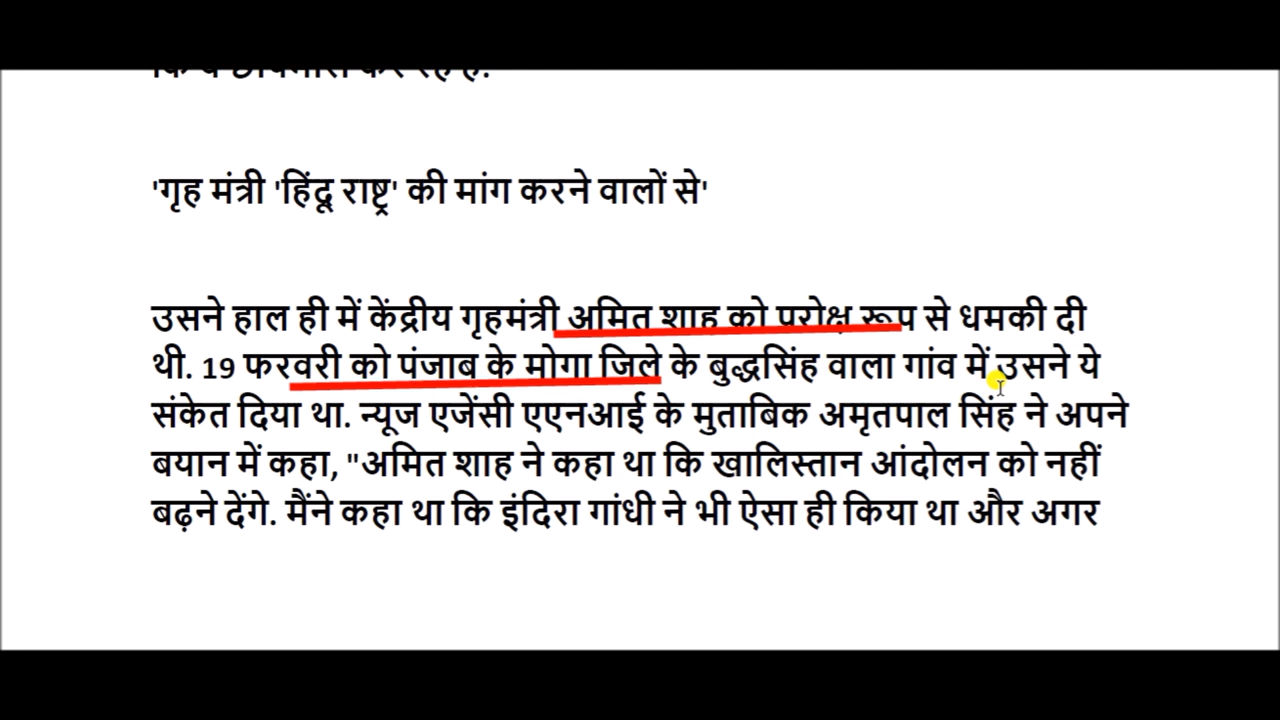 'गृह मंत्री 'हिंदू राष्ट्र' की मांग करने वालों से'
उसने हाल ही में केंद्रीय गृहमंत्री अमित शाह को परोक्ष रूप से धमकी दी
थी. 19 फरवरी को पंजाब के मोगा जिले के बुद्धसिंह वाला गांव में उसने ये
संकेत दिया था. न्यूज एजेंसी एएनआई के मुताबिक अमृतपाल सिंह ने अपने
बयान में कहा, "अमित शाह ने कहा था कि खालिस्तान आंदोलन को नहीं
बढ़ने देंगे. मैंने कहा था कि इंदिरा गांधी ने भी ऐसा ही किया था और अगर